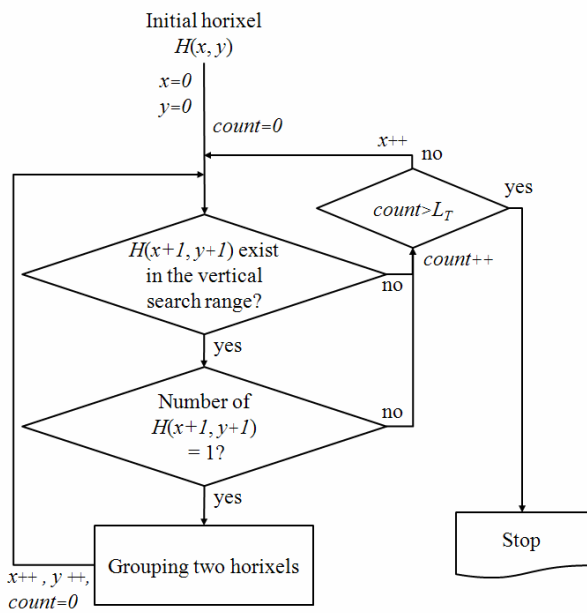 Initial horixel
H(x, y)
x=0
y=0
count=0
x++
no
yes
count>L_T
H(x+1, y+1) exist
in the vertical
search range?
count++
no
yes
Number of
H(x+1, y+1)
= 1?
no
yes
Grouping two horixels
Stop
x++ , y ++,
count=0